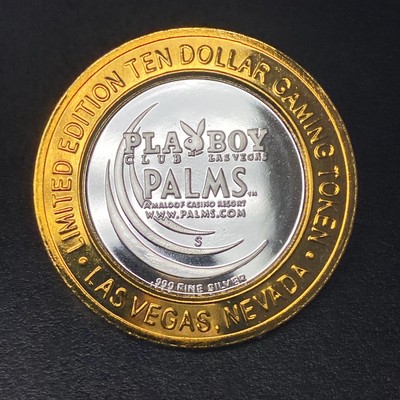 LIMITED EDITION TEN DOLLAR GAMING TOKEN
PLAYBOY
CLUB LAS VEGAS
PALMS TM
A MALOOF CASINO RESORT
WWW.PALMS.COM
S
.999 FINE SILVER
• LAS VEGAS, NEVADA •